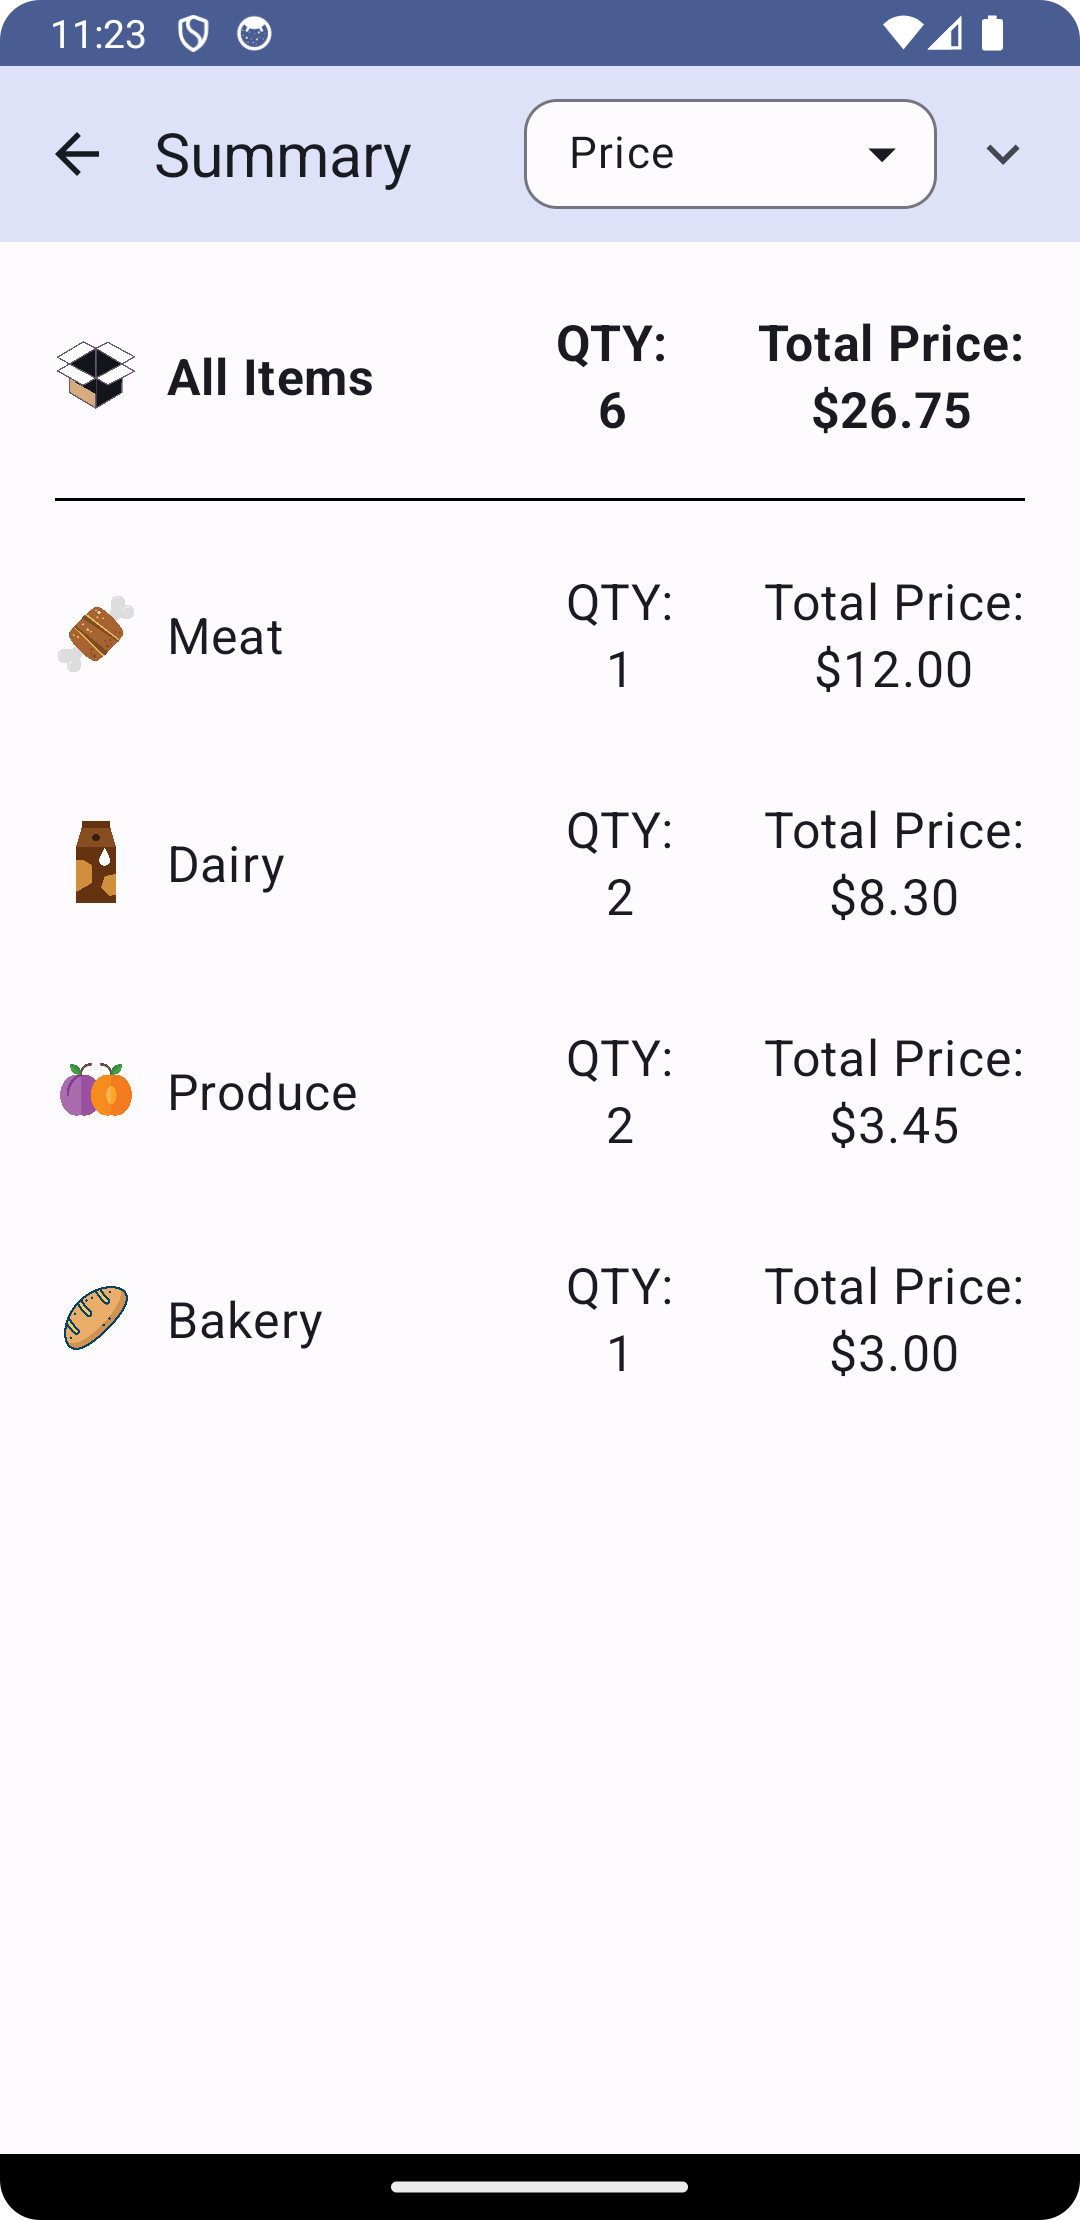 11:23
Summary
Price
All Items
QTY:
6
Total Price:
$26.75
Meat
QTY:
1
Total Price:
$12.00
Dairy
QTY:
2
Total Price:
$8.30
Produce
QTY:
2
Total Price:
$3.45
Bakery
QTY:
1
Total Price:
$3.00